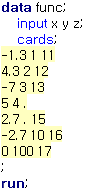 data func;
input x y z;
cards;
-1.3 1 11
4.3 2 12
-7 3 13
5 4 .
2.7 . 15
-2.7 10 16
0 100 17
;
run;